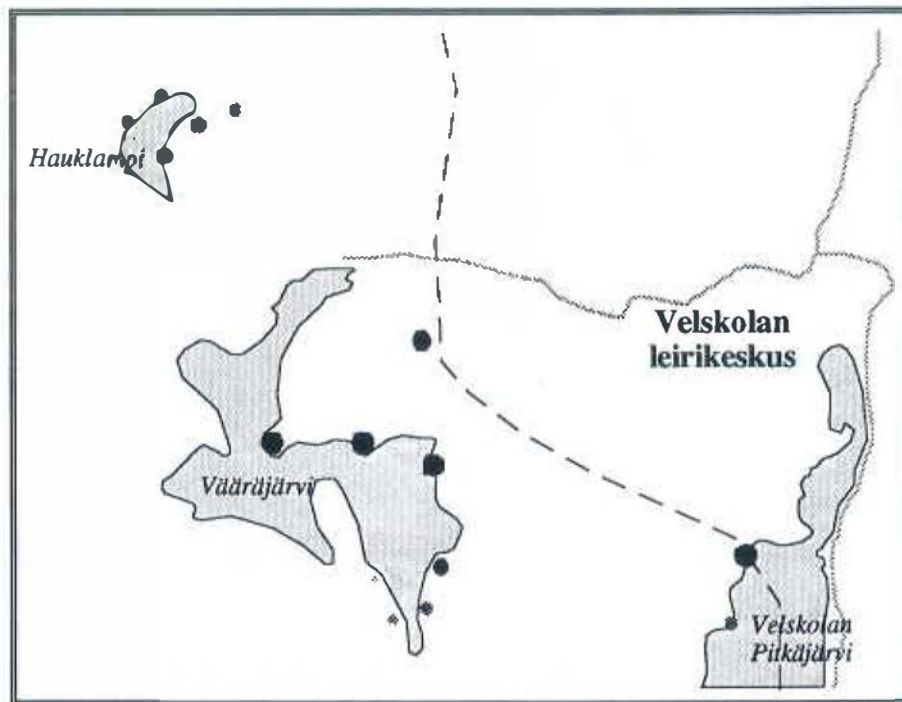 Hauklampi
Velskolan
leirikeskus
Vääräjärvi
Velskolan
Pitkäjärvi